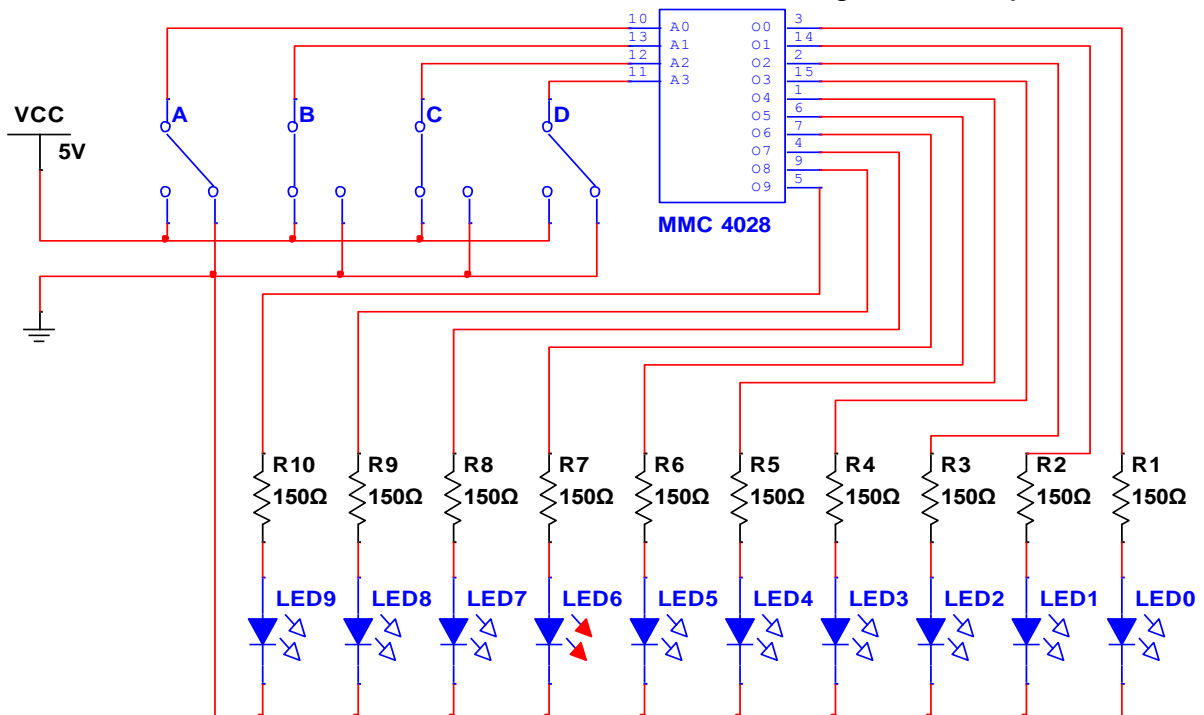 10 A0 O0 3
13 A1 O1 14
12 A2 O2 2
11 A3 O3 15
O4 1
O5 6
O6 7
O7 4
O8 9
O9 5
MMC 4028
VCC
5V
A B C D
R10 R9 R8 R7 R6 R5 R4 R3 R2 R1
150Ω 150Ω 150Ω 150Ω 150Ω 150Ω 150Ω 150Ω 150Ω 150Ω
LED9 LED8 LED7 LED6 LED5 LED4 LED3 LED2 LED1 LED0